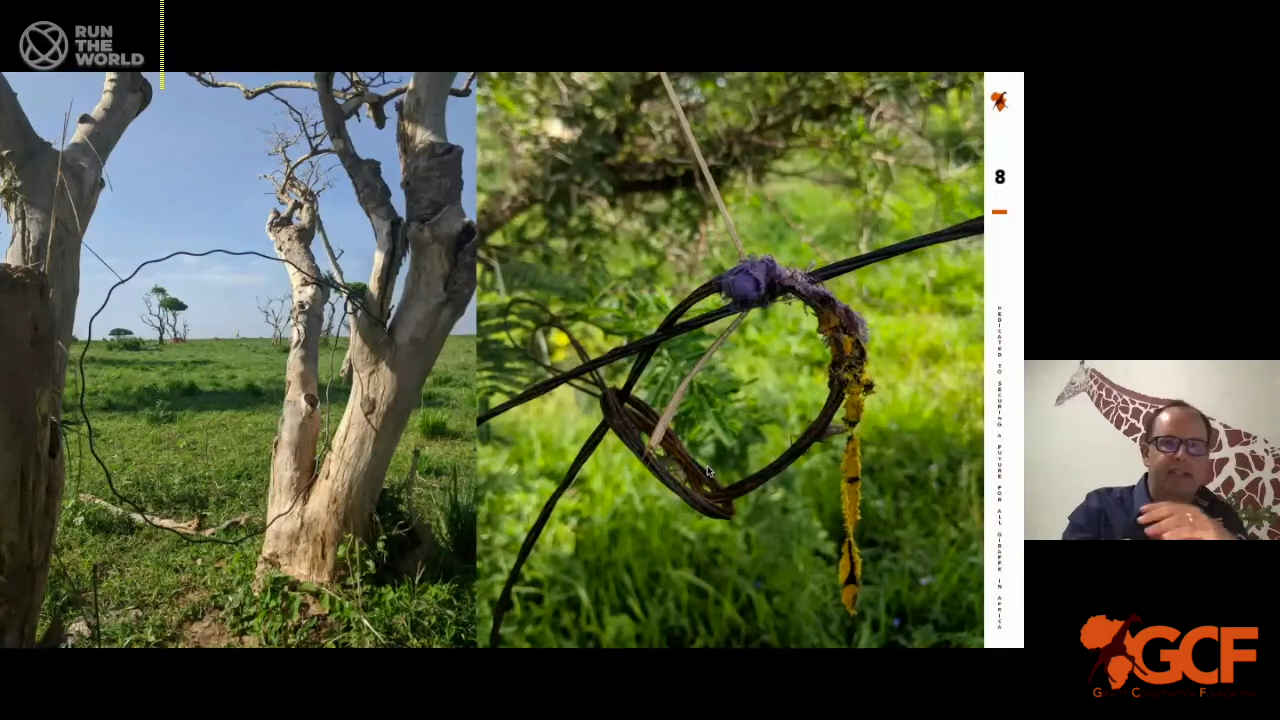 RUN
THE
WORLD
8
DEDICATED TO SECURING A FUTURE FOR ALL GIRAFFE IN AFRICA
GCF